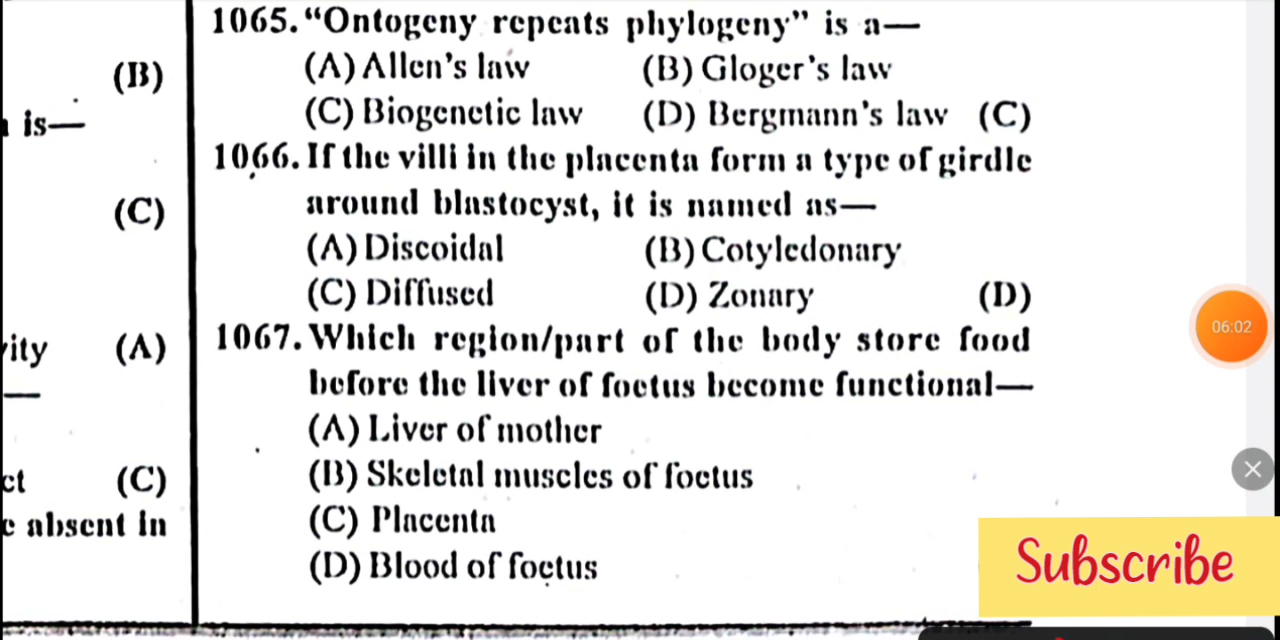 (B)
is—
(C)
ity (A)
—
ct (C)
e absent in
1065. “Ontogeny repeats phylogeny” is a—
(A) Allen’s law (B) Gloger’s law
(C) Biogenetic law (D) Bergmann’s law (C)
1066. If the villi in the placenta form a type of girdle
around blastocyst, it is named as—
(A) Discoidal (B) Cotyledonary
(C) Diffused (D) Zonary (D)
1067. Which region/part of the body store food
before the liver of foetus become functional—
(A) Liver of mother
(B) Skeletal muscles of foetus
(C) Placenta
(D) Blood of foetus
06:02
Subscribe